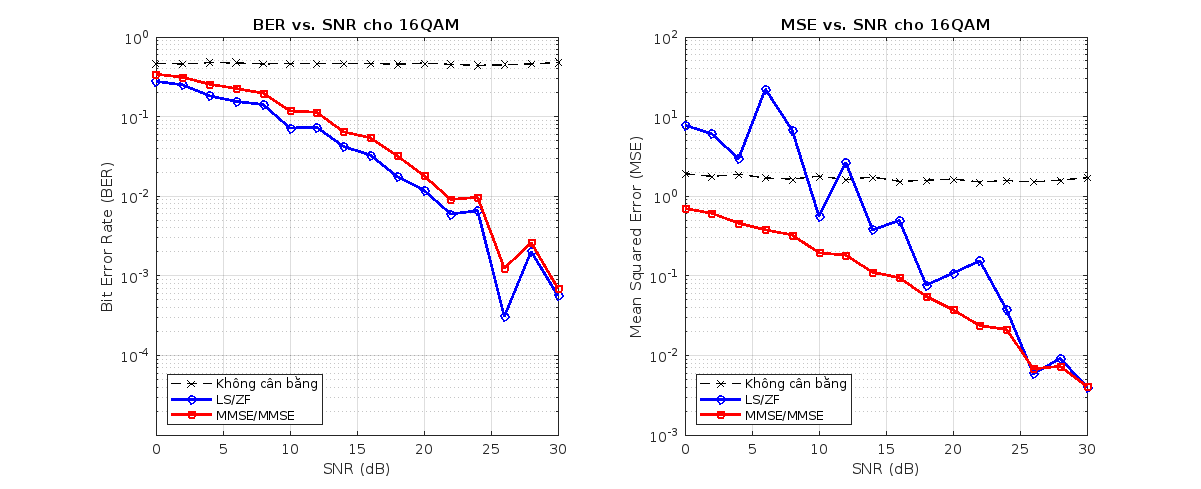 BER vs. SNR cho 16QAM
10^0
10^-1
10^-2
10^-3
10^-4
Bit Error Rate (BER)
Không cân bằng
LS/ZF
MMSE/MMSE
0 5 10 15 20 25 30
SNR (dB)
MSE vs. SNR cho 16QAM
10^2
10^1
10^0
10^-1
10^-2
10^-3
Mean Squared Error (MSE)
Không cân bằng
LS/ZF
MMSE/MMSE
0 5 10 15 20 25 30
SNR (dB)